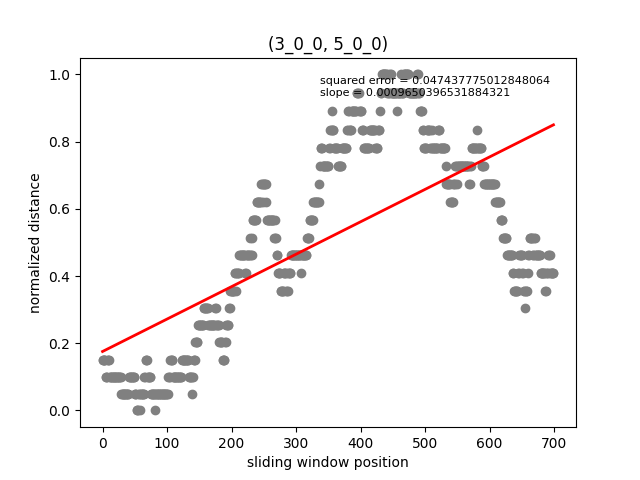 (3_0_0, 5_0_0)
squared error = 0.047437775012848064
slope = 0.0009650396531884321
1.0
0.8
0.6
0.4
0.2
0.0
normalized distance
0 100 200 300 400 500 600 700
sliding window position